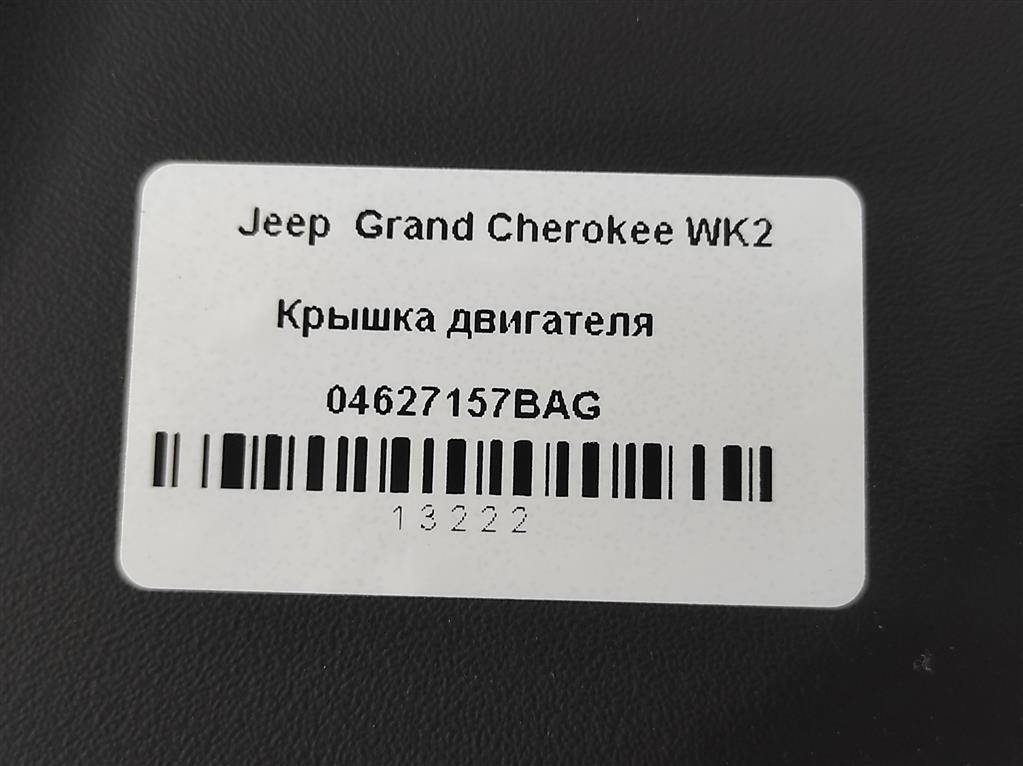 Jeep Grand Cherokee WK2
Крышка двигателя
04627157BAG
13222